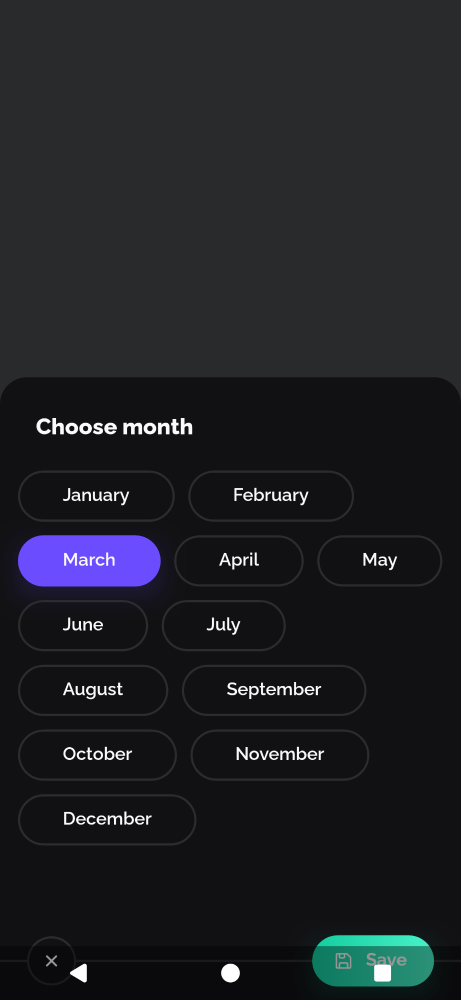 Choose month
January February
March April May
June July
August September
October November
December
Save